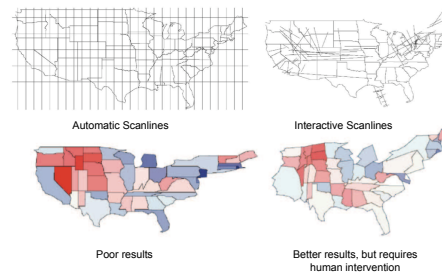 Automatic Scanlines
Interactive Scanlines
Poor results
Better results, but requires
human intervention